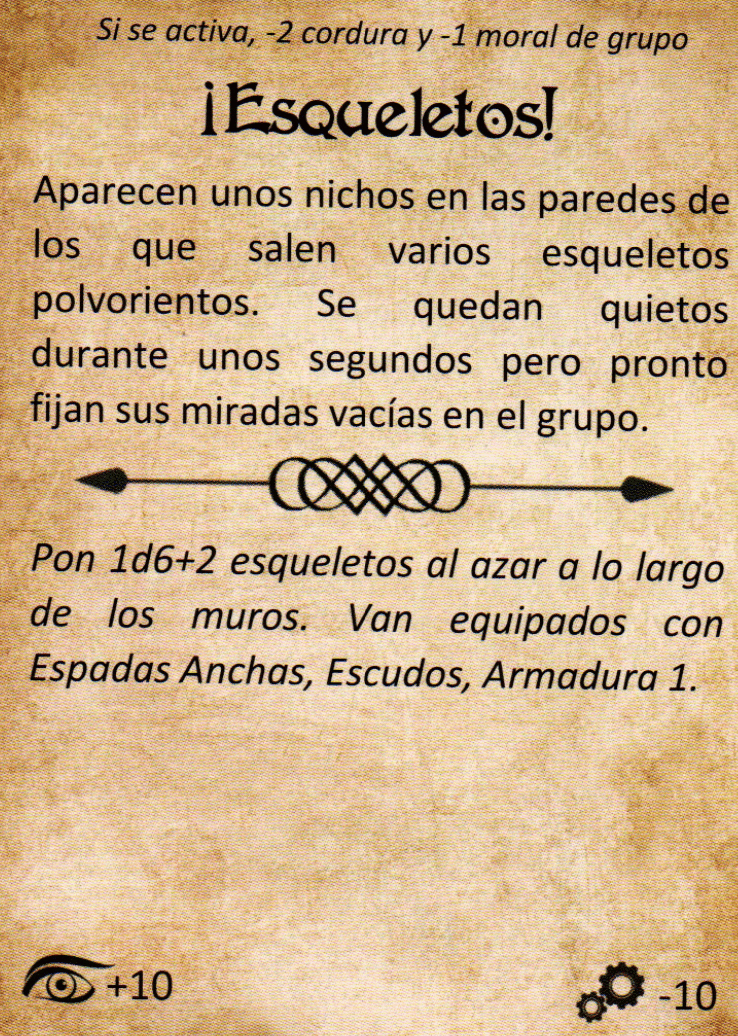 Si se activa, -2 cordura y -1 moral de grupo
¡Esqueletos!
Aparecen unos nichos en las paredes de
los que salen varios esqueletos
polvorientos. Se quedan quietos
durante unos segundos pero pronto
fijan sus miradas vacías en el grupo.
Pon 1d6+2 esqueletos al azar a lo largo
de los muros. Van equipados con
Espadas Anchas, Escudos, Armadura 1.
+10
-10